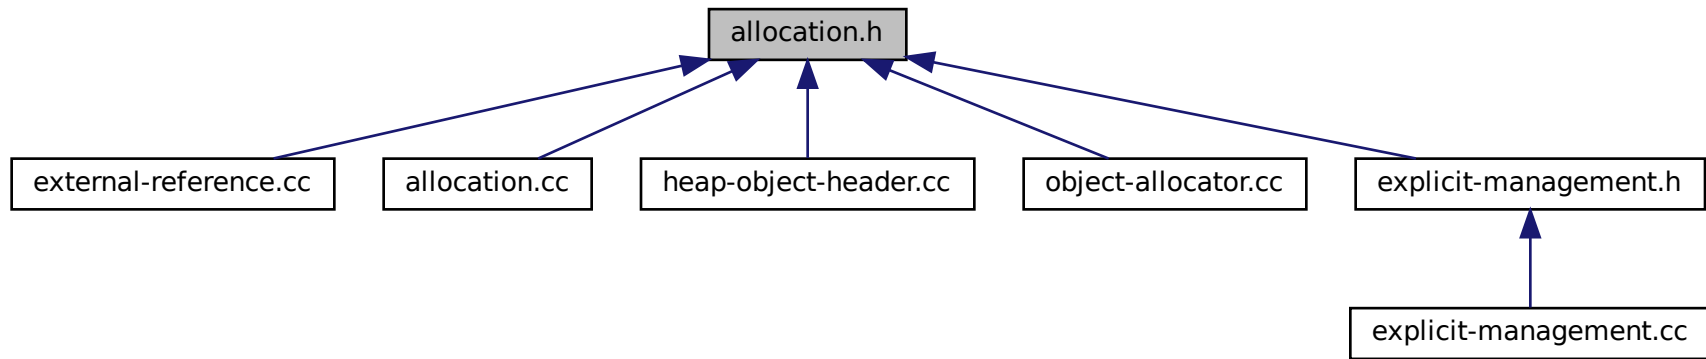 allocation.h
external-reference.cc
allocation.cc
heap-object-header.cc
object-allocator.cc
explicit-management.h
explicit-management.cc